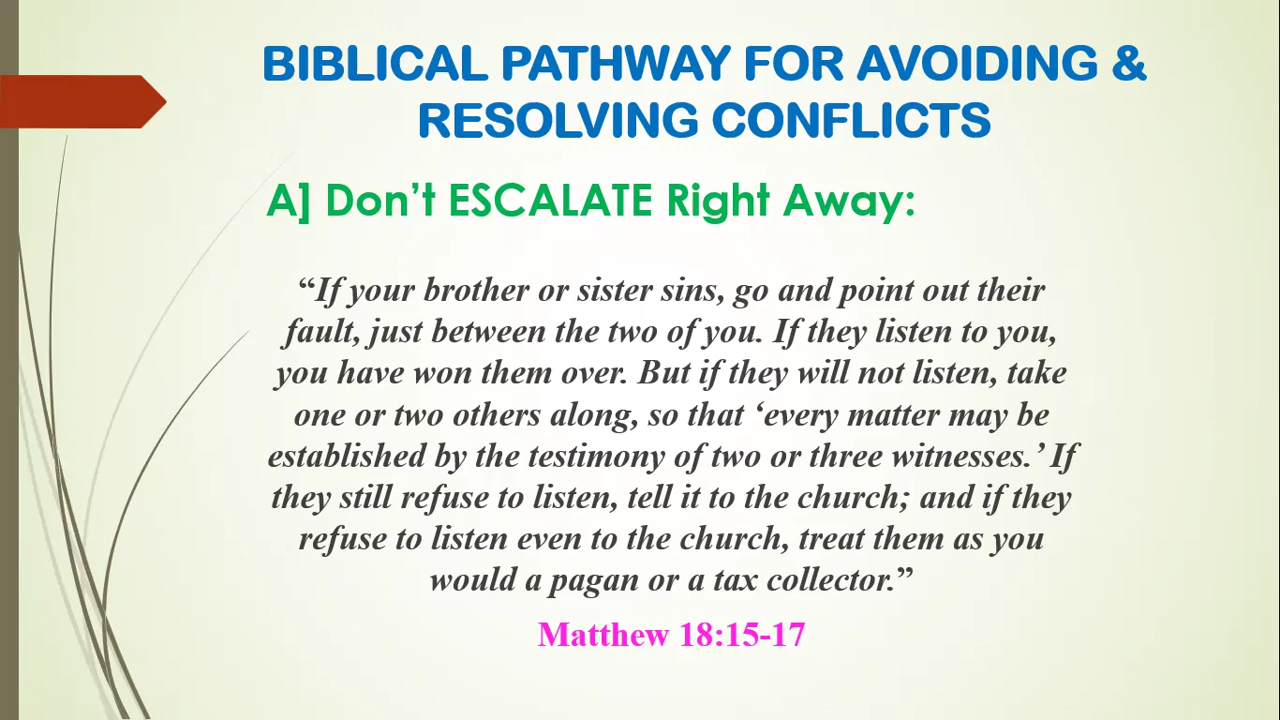 BIBLICAL PATHWAY FOR AVOIDING &
RESOLVING CONFLICTS
A] Don’t ESCALATE Right Away:
“If your brother or sister sins, go and point out their
fault, just between the two of you. If they listen to you,
you have won them over. But if they will not listen, take
one or two others along, so that ‘every matter may be
established by the testimony of two or three witnesses.’ If
they still refuse to listen, tell it to the church; and if they
refuse to listen even to the church, treat them as you
would a pagan or a tax collector.”
Matthew 18:15-17